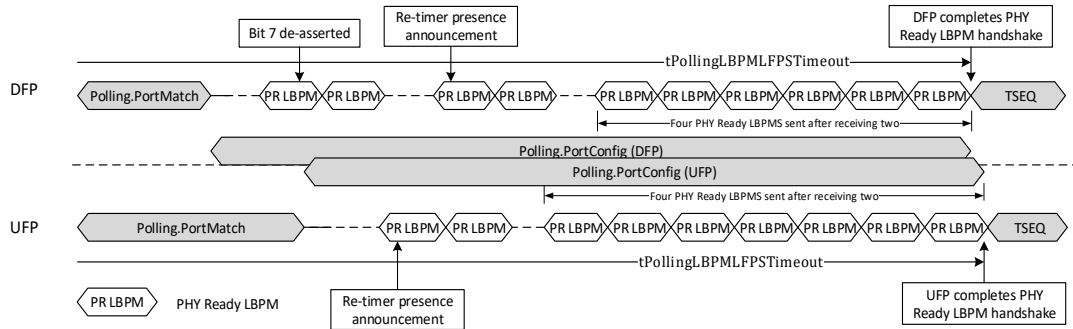 Bit 7 de-asserted
Re-timer presence
announcement
DFP completes PHY
Ready LBPM handshake
tPollingLBPMLFPSTimeout
DFP
Polling.PortMatch
PR LBPM PR LBPM PR LBPM PR LBPM PR LBPM PR LBPM PR LBPM PR LBPM PR LBPM PR LBPM
TSEQ
Four PHY Ready LBPMS sent after receiving two
Polling.PortConfig (DFP)
Polling.PortConfig (UFP)
Four PHY Ready LBPMS sent after receiving two
UFP
Polling.PortMatch
PR LBPM PR LBPM PR LBPM PR LBPM PR LBPM PR LBPM PR LBPM PR LBPM PR LBPM
TSEQ
tPollingLBPMLFPSTimeout
PR LBPM PHY Ready LBPM
Re-timer presence
announcement
UFP completes PHY
Ready LBPM handshake